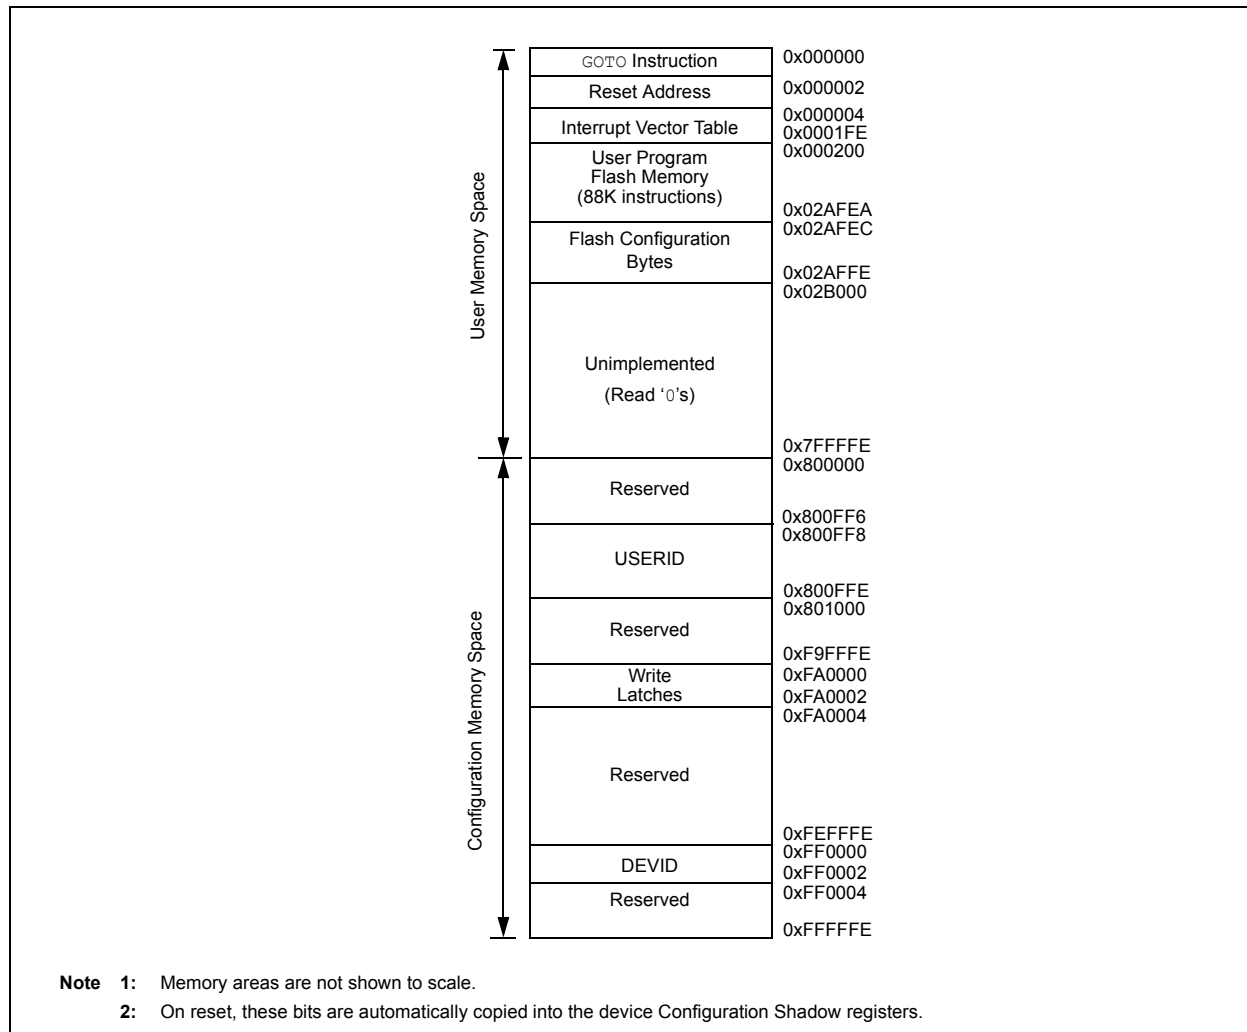 GOTO Instruction
0x000000
Reset Address
0x000002
Interrupt Vector Table
0x000004
0x0001FE
User Program
Flash Memory
(88K instructions)
0x000200
0x02AFEA
Flash Configuration
Bytes
0x02AFEC
0x02AFFE
Unimplemented
(Read ‘0’s)
0x02B000
0x7FFFFE
User Memory Space
Reserved
0x800000
0x800FF6
USERID
0x800FF8
0x800FFE
Reserved
0x801000
0xF9FFFE
Write
Latches
0xFA0000
0xFA0002
Reserved
0xFA0004
0xFEFFFE
DEVID
0xFF0000
0xFF0002
Reserved
0xFF0004
0xFFFFFE
Configuration Memory Space
Note 1: Memory areas are not shown to scale.
2: On reset, these bits are automatically copied into the device Configuration Shadow registers.